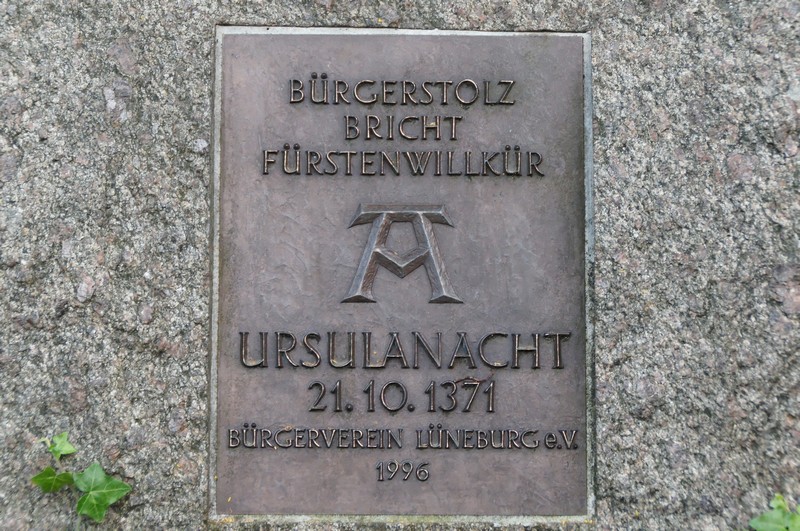 BÜRGERSTOLZ
BRICHT
FÜRSTENWILLKÜR
A
URSULANACHT
21. 10. 1371
BÜRGERVEREIN LÜNEBURG e.V.
1996